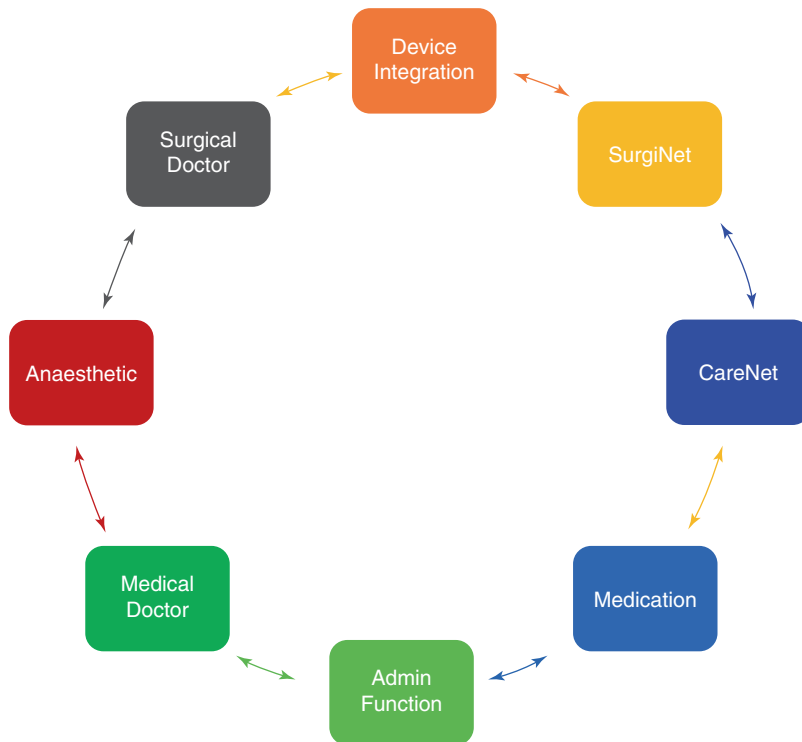 Device
Integration
SurgiNet
CareNet
Medication
Admin
Function
Medical
Doctor
Anaesthetic
Surgical
Doctor